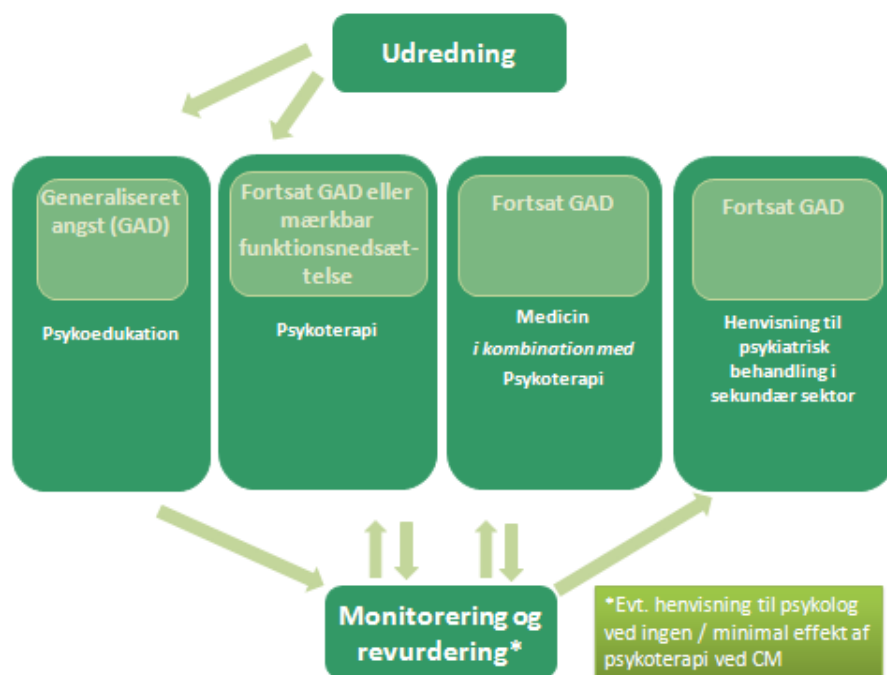 Udredning
Generaliseret
angst (GAD)
Psykoedukation
Fortsat GAD eller
mærkbar
funktionsnedsæt-
telse
Psykoterapi
Fortsat GAD
Medicin
i kombination med
Psykoterapi
Fortsat GAD
Henvisning til
psykiatrisk
behandling i
sekundær sektor
Monitorering og
revurdering*
*Evt. henvisning til psykolog
ved ingen / minimal effekt af
psykoterapi ved CM